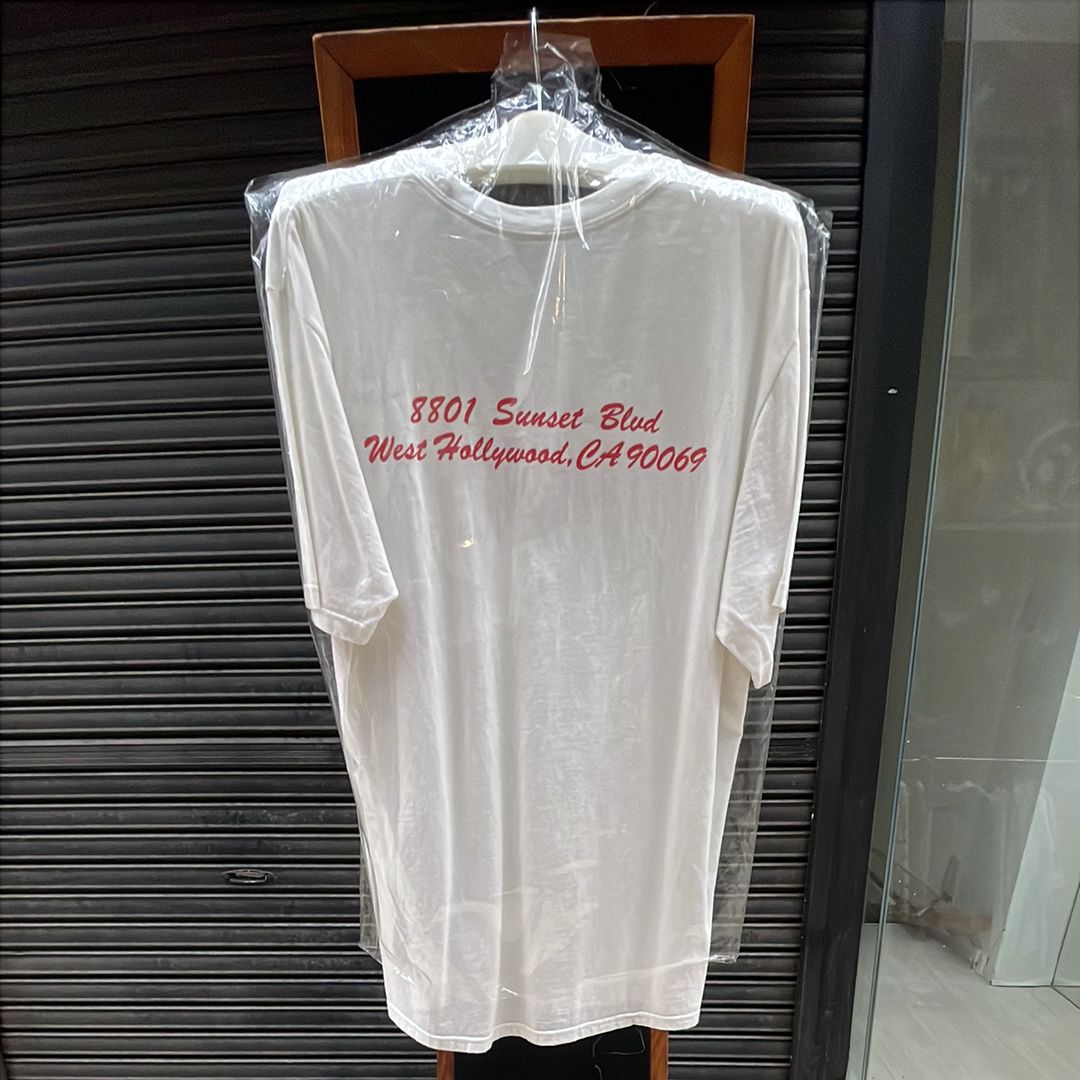 8801 Sunset Blvd
West Hollywood, CA 90069